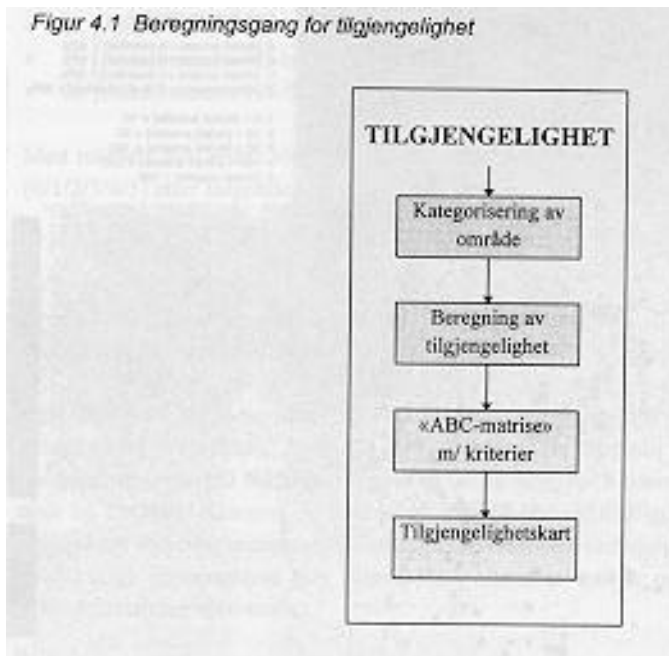 Figur 4.1 Beregningsgang for tilgjengelighet
TILGJENGELIGHET
Kategorisering av
område
Beregning av
tilgjengelighet
«ABC-matrise»
m/ kriterier
Tilgjengelighetskart